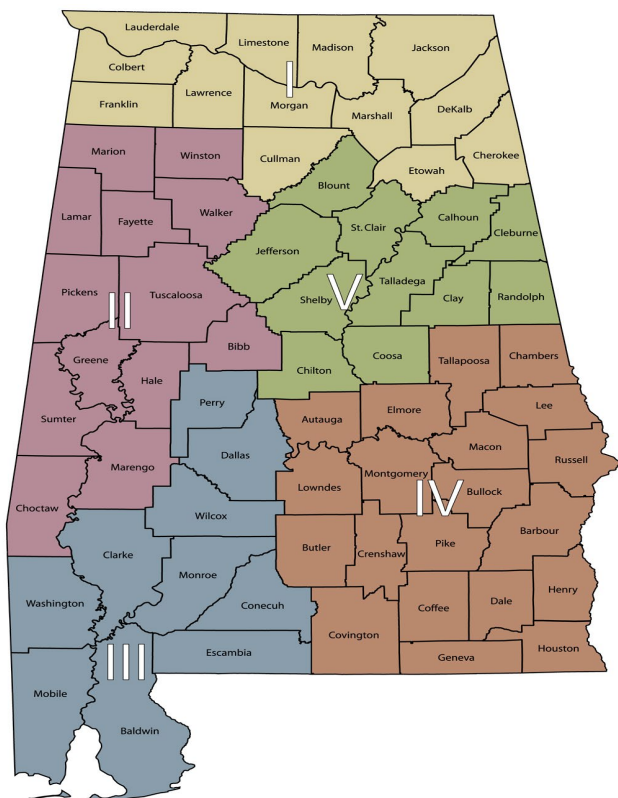 Lauderdale
Limestone
Madison
Jackson
Colbert
Lawrence
I
Franklin
Morgan
Marshall
DeKalb
Cullman
Etowah
Cherokee
Marion
Winston
Blount
Lamar
Fayette
Walker
Calhoun
St. Clair
Cleburne
Jefferson
Talladega
Pickens
II
Tuscaloosa
Shelby
V
Clay
Randolph
Greene
Bibb
Chilton
Coosa
Tallapoosa
Chambers
Hale
Perry
Sumter
Autauga
Elmore
Lee
Dallas
Macon
Marengo
Russell
Lowndes
Montgomery
Bullock
IV
Choctaw
Wilcox
Clarke
Butler
Crenshaw
Pike
Barbour
Monroe
Washington
Conecuh
Coffee
Dale
Henry
Covington
Escambia
Geneva
Houston
III
Mobile
Baldwin